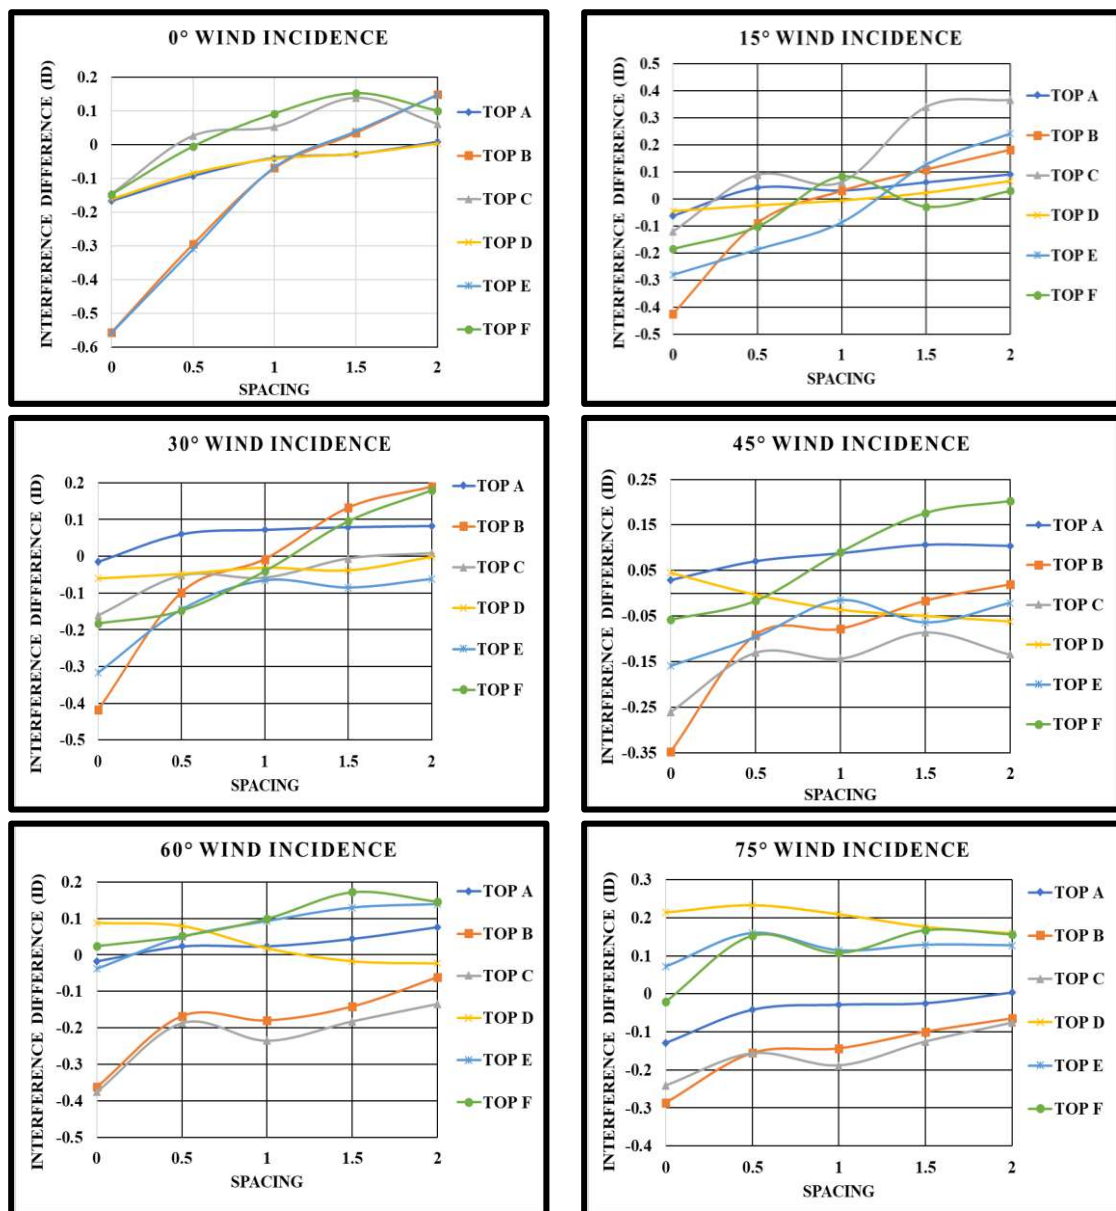 0° WIND INCIDENCE
INTERFERENCE DIFFERENCE (ID)
0.2
0.1
0
-0.1
-0.2
-0.3
-0.4
-0.5
-0.6
0 0.5 1 1.5 2
SPACING
TOP A
TOP B
TOP C
TOP D
TOP E
TOP F
15° WIND INCIDENCE
INTERFERENCE DIFFERENCE (ID)
0.5
0.4
0.3
0.2
0.1
0
-0.1
-0.2
-0.3
-0.4
-0.5
0 0.5 1 1.5 2
SPACING
TOP A
TOP B
TOP C
TOP D
TOP E
TOP F
30° WIND INCIDENCE
INTERFERENCE DIFFERENCE (ID)
0.2
0.1
0
-0.1
-0.2
-0.3
-0.4
-0.5
0 0.5 1 1.5 2
SPACING
TOP A
TOP B
TOP C
TOP D
TOP E
TOP F
45° WIND INCIDENCE
INTERFERENCE DIFFERENCE (ID)
0.25
0.15
0.05
-0.05
-0.15
-0.25
-0.35
0 0.5 1 1.5 2
SPACING
TOP A
TOP B
TOP C
TOP D
TOP E
TOP F
60° WIND INCIDENCE
INTERFERENCE DIFFERENCE (ID)
0.2
0.1
0
-0.1
-0.2
-0.3
-0.4
-0.5
0 0.5 1 1.5 2
SPACING
TOP A
TOP B
TOP C
TOP D
TOP E
TOP F
75° WIND INCIDENCE
INTERFERENCE DIFFERENCE (ID)
0.3
0.2
0.1
0
-0.1
-0.2
-0.3
-0.4
0 0.5 1 1.5 2
SPACING
TOP A
TOP B
TOP C
TOP D
TOP E
TOP F